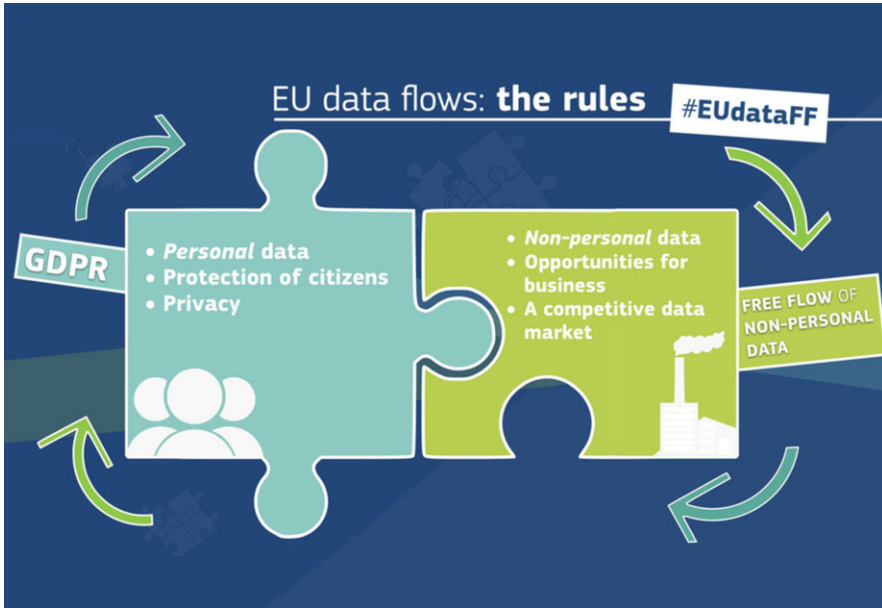 EU data flows: the rules
#EUdataFF
GDPR
• Personal data
• Protection of citizens
• Privacy
• Non-personal data
• Opportunities for
business
• A competitive data
market
FREE FLOW OF
NON-PERSONAL
DATA